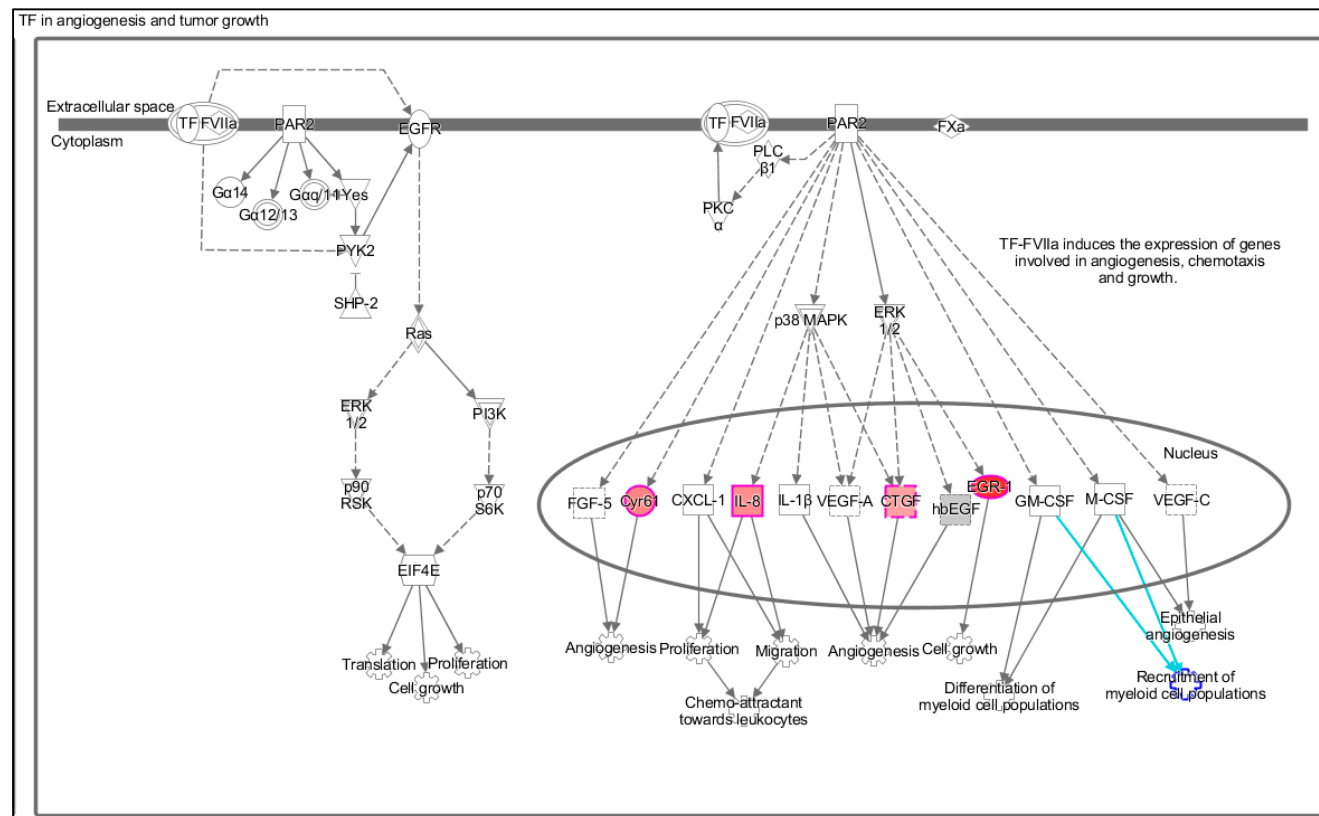 TF in angiogenesis and tumor growth
Extracellular space
Cytoplasm
TF
FVIIa
PAR2
EGFR
Gα14
Gα12/13
Gαq/11
Yes
PYK2
SHP-2
Ras
ERK
1/2
PI3K
p90
RSK
p70
S6K
EIF4E
Translation
Cell growth
Proliferation
TF
FVIIa
PAR2
FXa
PLC
β1
PKC
α
TF-FVIIa induces the expression of genes
involved in angiogenesis, chemotaxis
and growth.
p38 MAPK
ERK
1/2
Nucleus
FGF-5
Cyr61
CXCL-1
IL-8
IL-1β
VEGF-A
CTGF
hbEGF
EGR-1
GM-CSF
M-CSF
VEGF-C
Angiogenesis
Proliferation
Migration
Angiogenesis
Cell growth
Epithelial
angiogenesis
Chemo-attractant
towards leukocytes
Differentiation of
myeloid cell populations
Recruitment of
myeloid cell populations